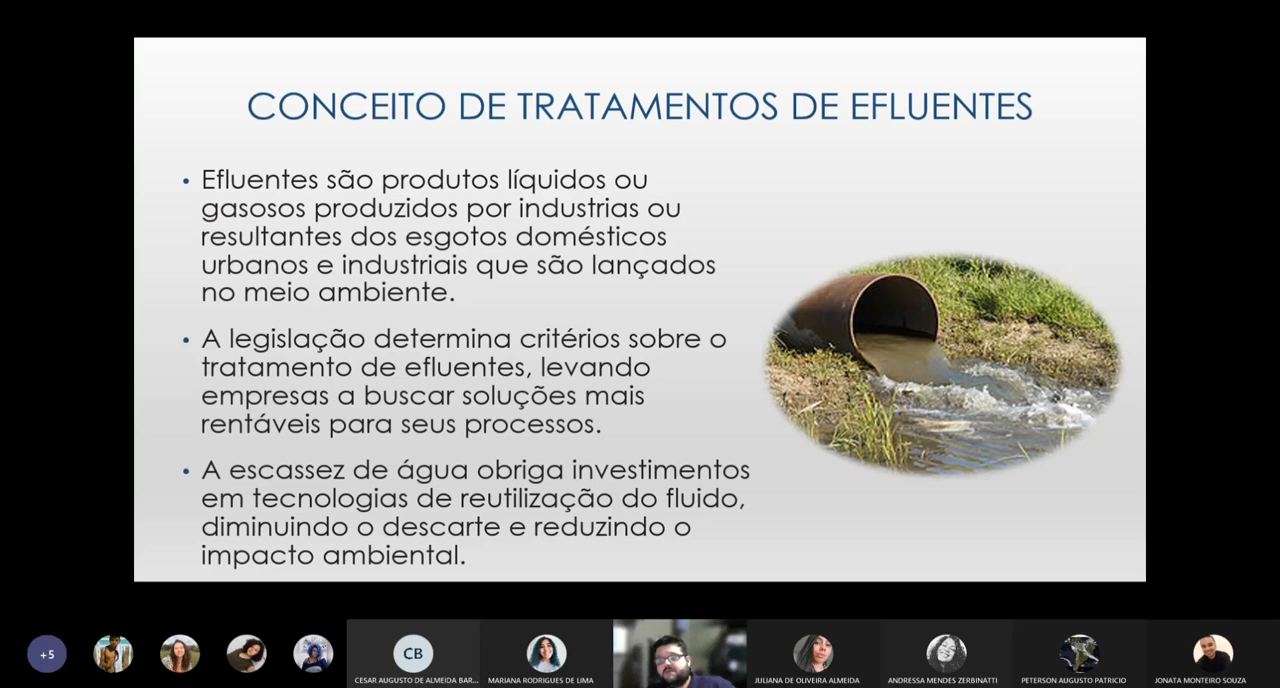 CONCEITO DE TRATAMENTOS DE EFLUENTES
• Efluentes são produtos líquidos ou
gasosos produzidos por industrias ou
resultantes dos esgotos domésticos
urbanos e industriais que são lançados
no meio ambiente.
• A legislação determina critérios sobre o
tratamento de efluentes, levando
empresas a buscar soluções mais
rentáveis para seus processos.
• A escassez de água obriga investimentos
em tecnologias de reutilização do fluido,
diminuindo o descarte e reduzindo o
impacto ambiental.
+5
CB
CESAR AUGUSTO DE ALMEIDA BAR...
MARIANA RODRIGUES DE LIMA
JULIANA DE OLIVEIRA ALMEIDA
ANDRESSA MENDES ZERBINATTI
PETERSON AUGUSTO PATRICIO
JONATA MONTEIRO SOUZA